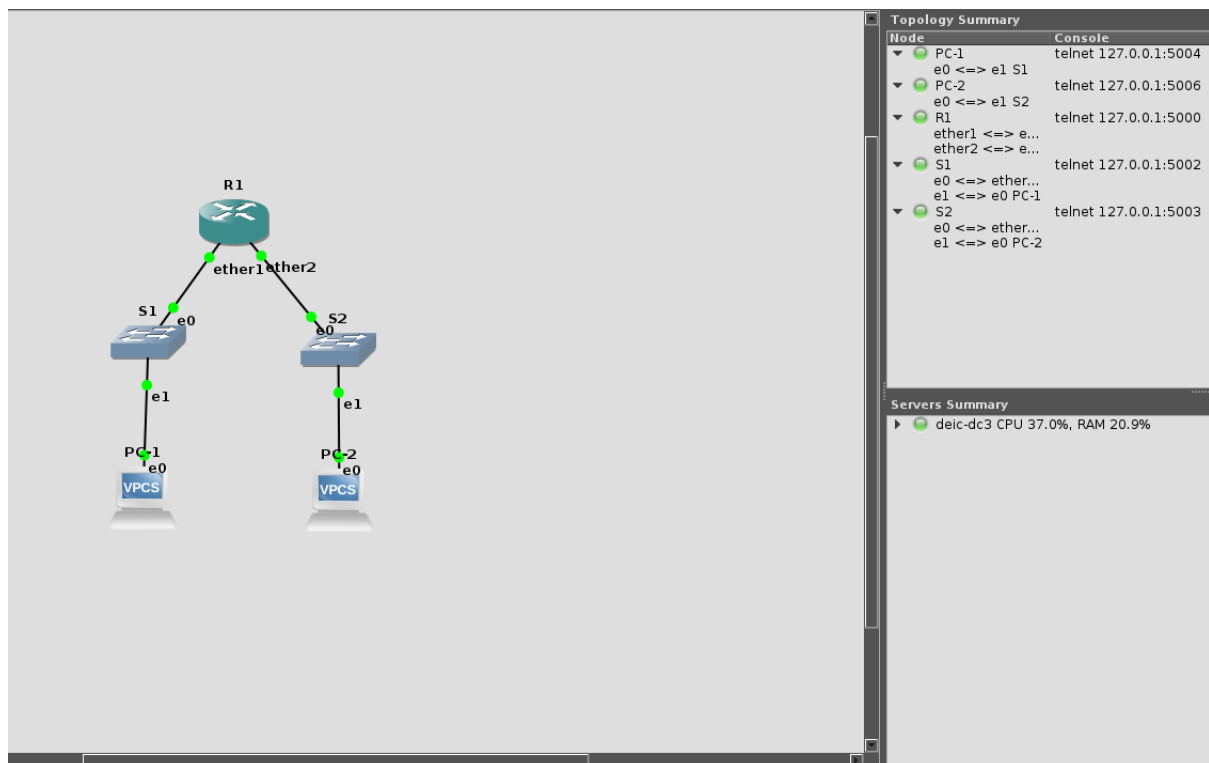 R1
ether1
ether2
S1
e0
S2
e0
e1
e1
PC-1
e0
VPCS
PC-2
e0
VPCS
Topology Summary
Node Console
PC-1 telnet 127.0.0.1:5004
e0 <=> e1 S1
PC-2 telnet 127.0.0.1:5006
e0 <=> e1 S2
R1 telnet 127.0.0.1:5000
ether1 <=> e...
ether2 <=> e...
S1 telnet 127.0.0.1:5002
e0 <=> ether...
e1 <=> e0 PC-1
S2 telnet 127.0.0.1:5003
e0 <=> ether...
e1 <=> e0 PC-2
Servers Summary
deic-dc3 CPU 37.0%, RAM 20.9%